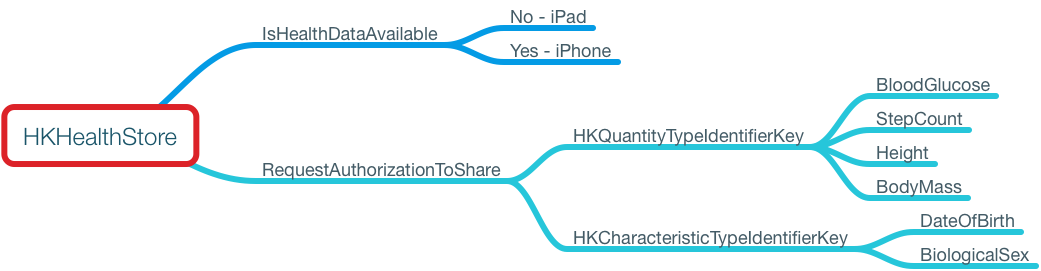 HKHealthStore
IsHealthDataAvailable
No - iPad
Yes - iPhone
RequestAuthorizationToShare
HKQuantityTypeIdentifierKey
BloodGlucose
StepCount
Height
BodyMass
HKCharacteristicTypeIdentifierKey
DateOfBirth
BiologicalSex